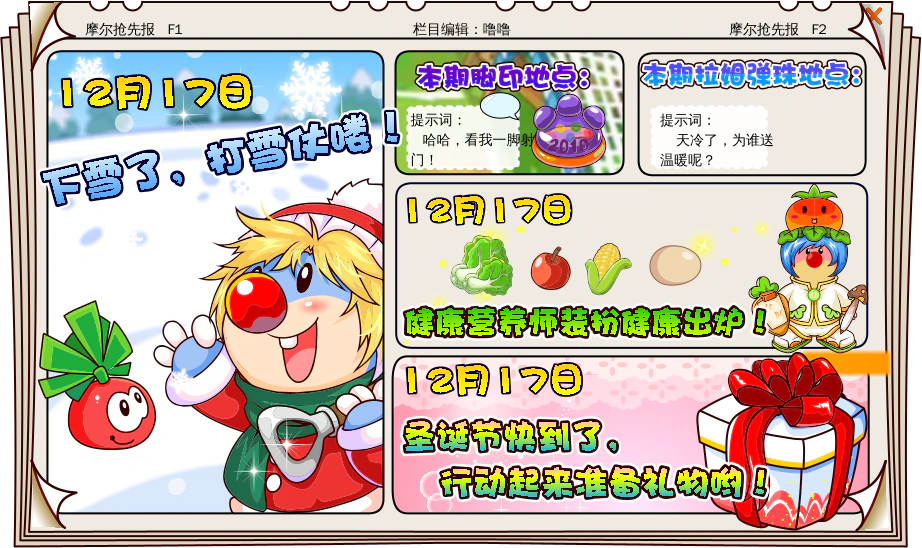 摩尔抢先报 F1
栏目编辑：噜噜
摩尔抢先报 F2
12月17日
下雪了，打雪仗喽！
本期脚印地点：
提示词：
哈哈，看我一脚射
门！
2010
本期拉姆弹珠地点：
提示词：
天冷了，为谁送
温暖呢？
12月17日
健康营养师装扮健康出炉！
12月17日
圣诞节快到了，
行动起来准备礼物哟！